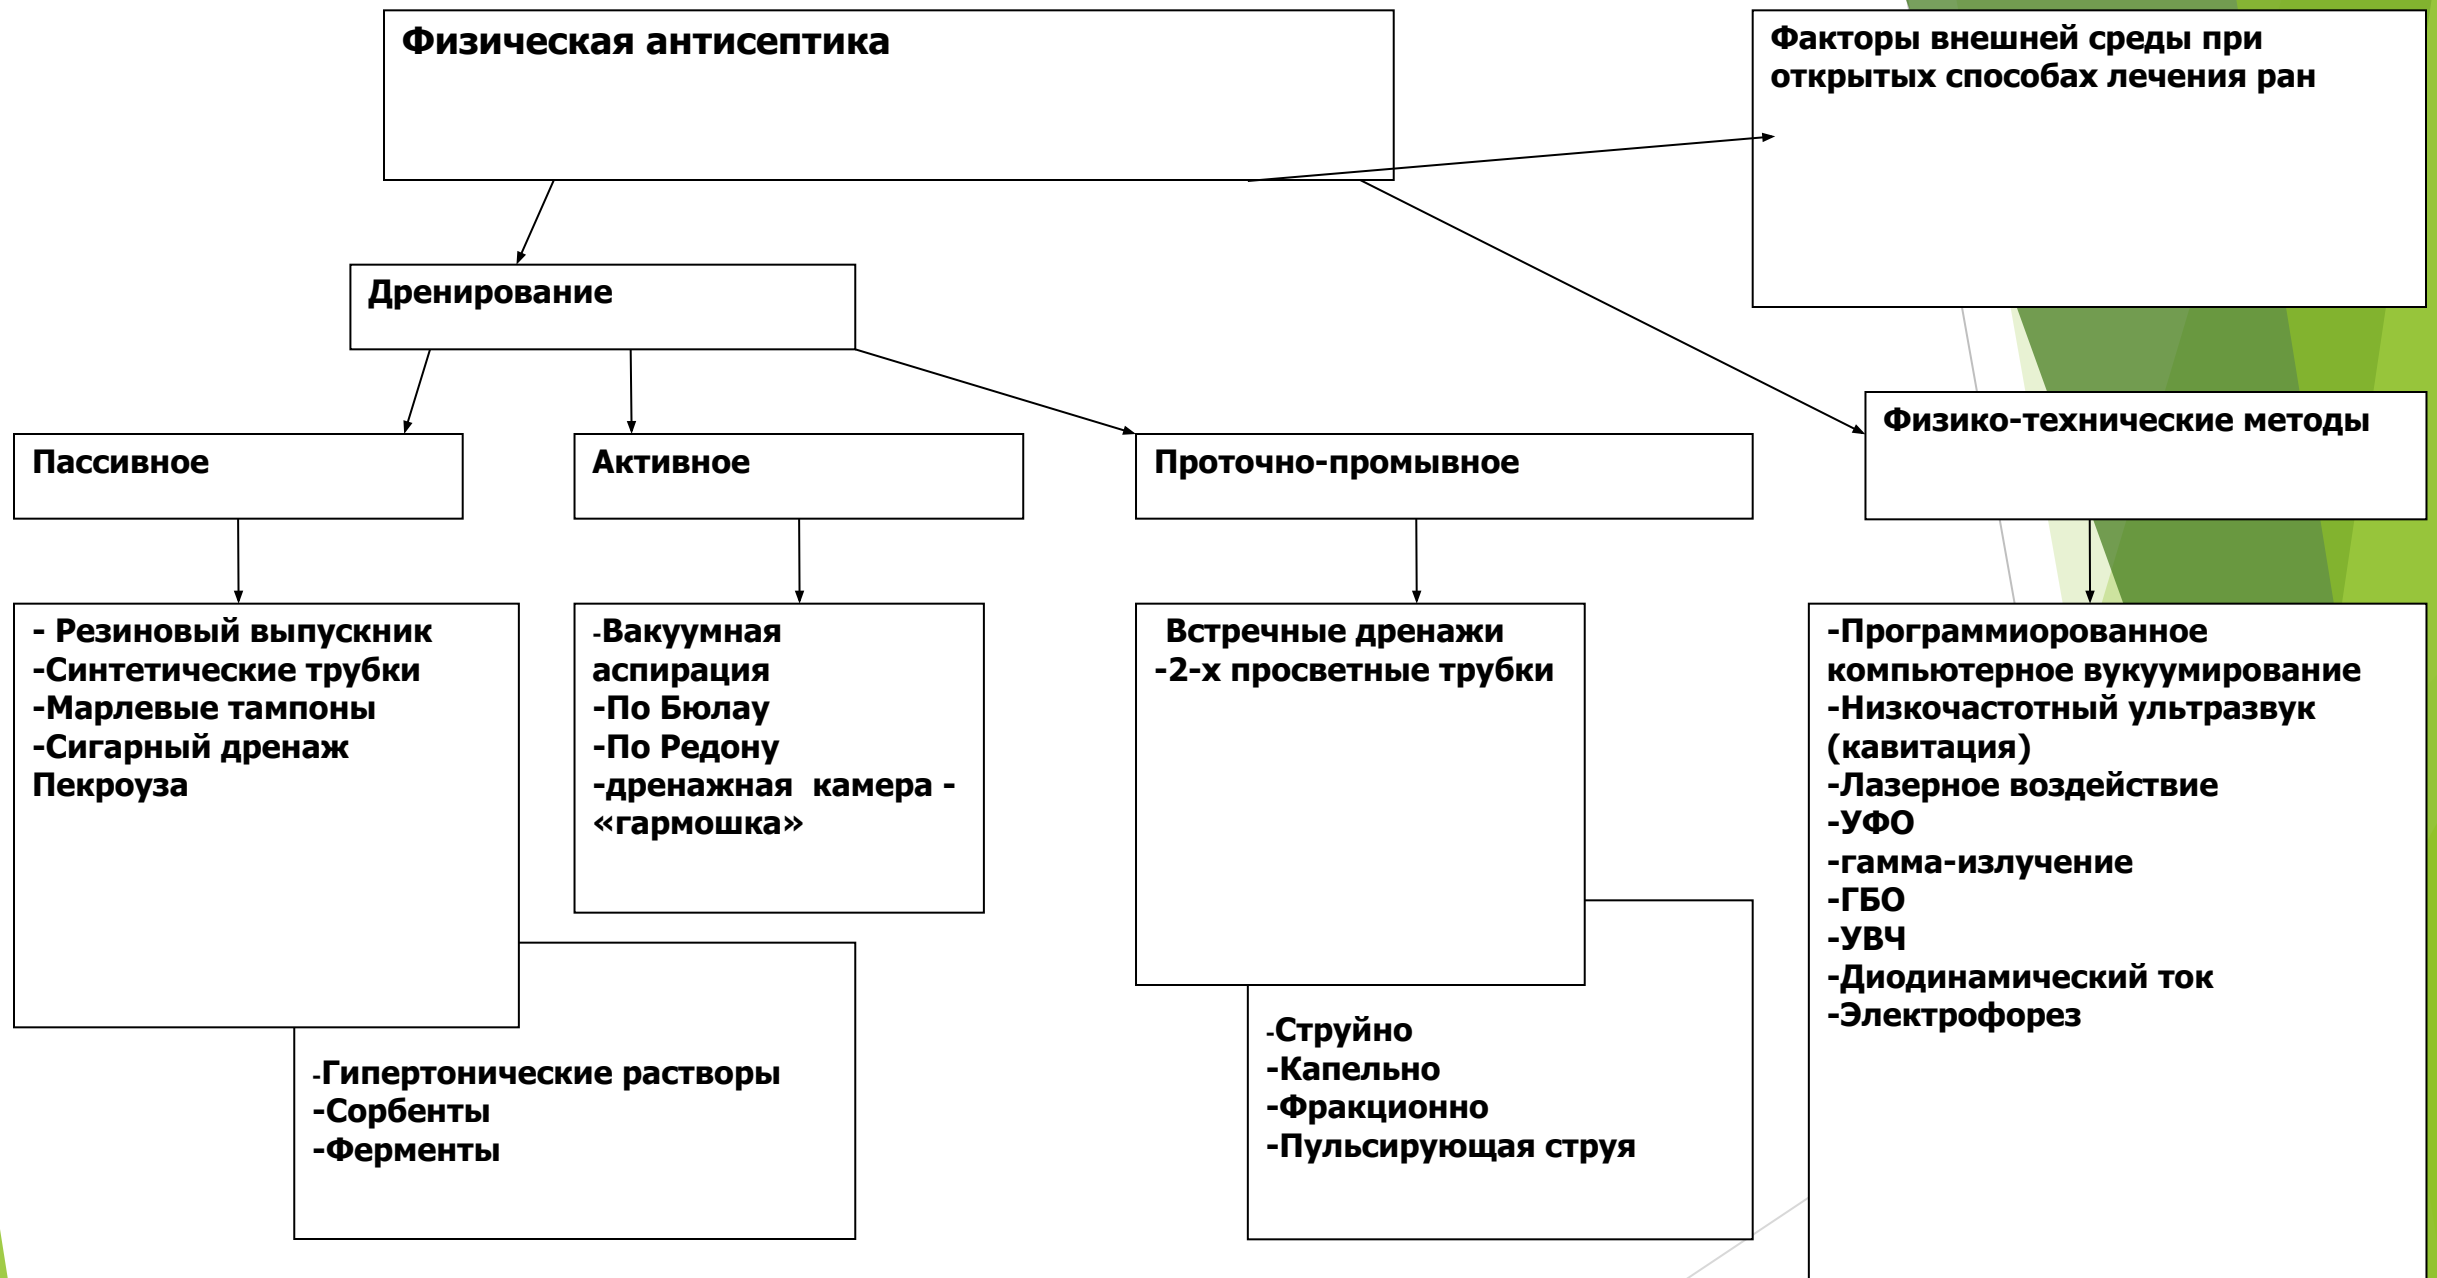 Физическая антисептика
Факторы внешней среды при
открытых способах лечения ран
Дренирование
Физико-технические методы
Пассивное
Активное
Проточно-промывное
- Резиновый выпускник
-Синтетические трубки
-Марлевые тампоны
-Сигарный дренаж
Пекроуза
-Вакуумная
аспирация
-По Бюлау
-По Редону
-дренажная  камера -
«гармошка»
Встречные дренажи
-2-х просветные трубки
-Программиорованное
компьютерное вукуумирование
-Низкочастотный ультразвук
(кавитация)
-Лазерное воздействие
-УФО
-гамма-излучение
-ГБО
-УВЧ
-Диодинамический ток
-Электрофорез
-Гипертонические растворы
-Сорбенты
-Ферменты
-Струйно
-Капельно
-Фракционно
-Пульсирующая струя